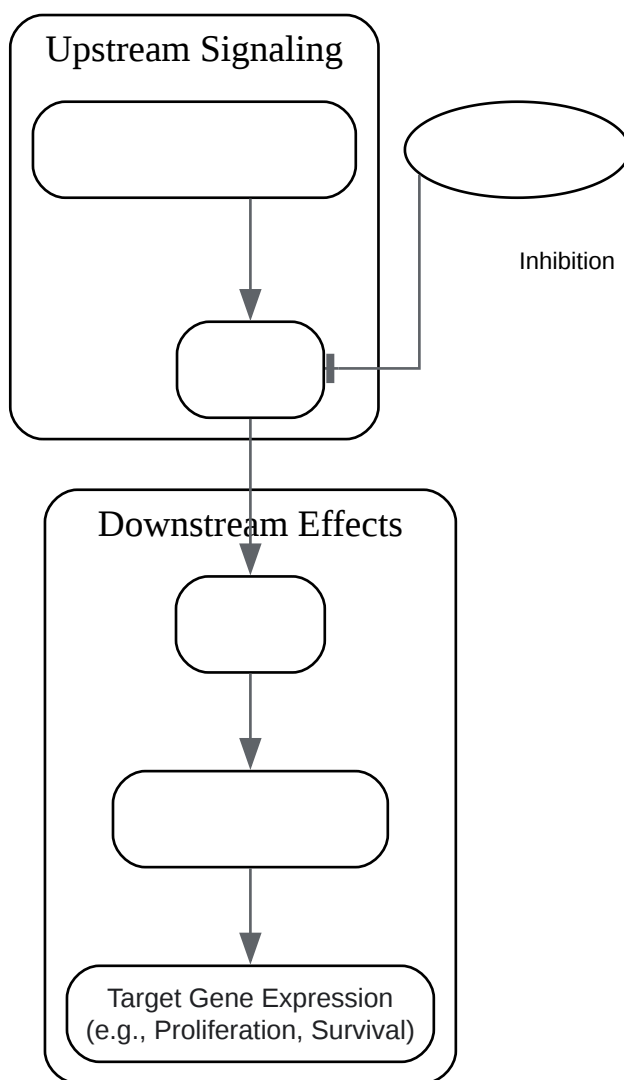 Upstream Signaling
Inhibition
Downstream Effects
Target Gene Expression
(e.g., Proliferation, Survival)